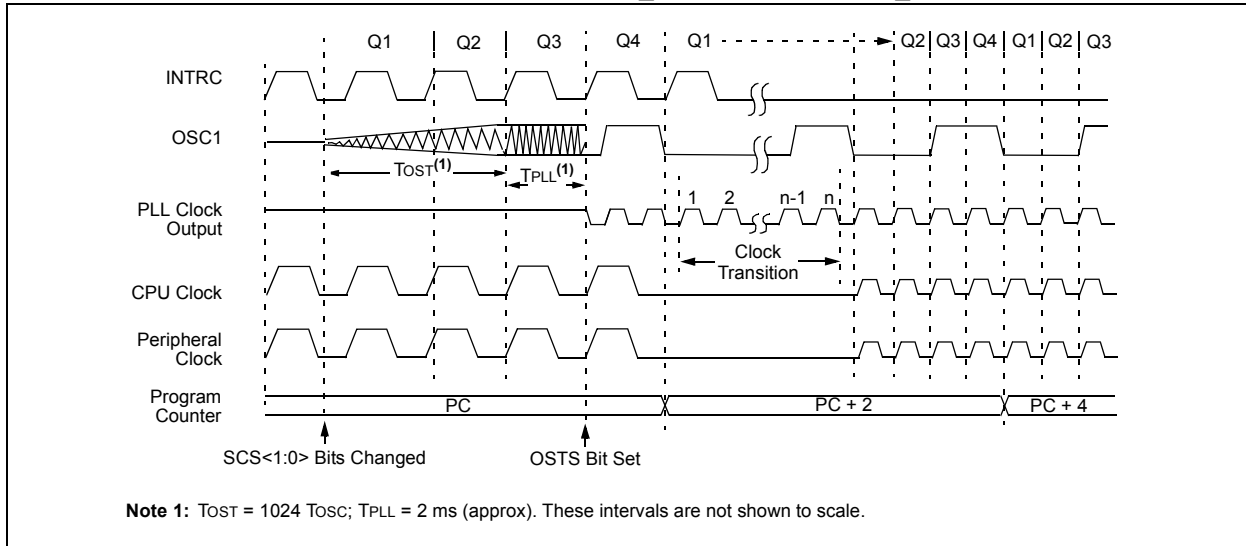 Q1 Q2 Q3 Q4 Q1 Q2 Q3 Q4 Q1 Q2 Q3
INTRC
OSC1
TOST(1) TPLL(1)
PLL Clock
Output
1 2 n-1 n
Clock
Transition
CPU Clock
Peripheral
Clock
Program
Counter
PC PC + 2 PC + 4
SCS<1:0> Bits Changed OSTS Bit Set
Note 1: TOST = 1024 TOSC; TPLL = 2 ms (approx). These intervals are not shown to scale.